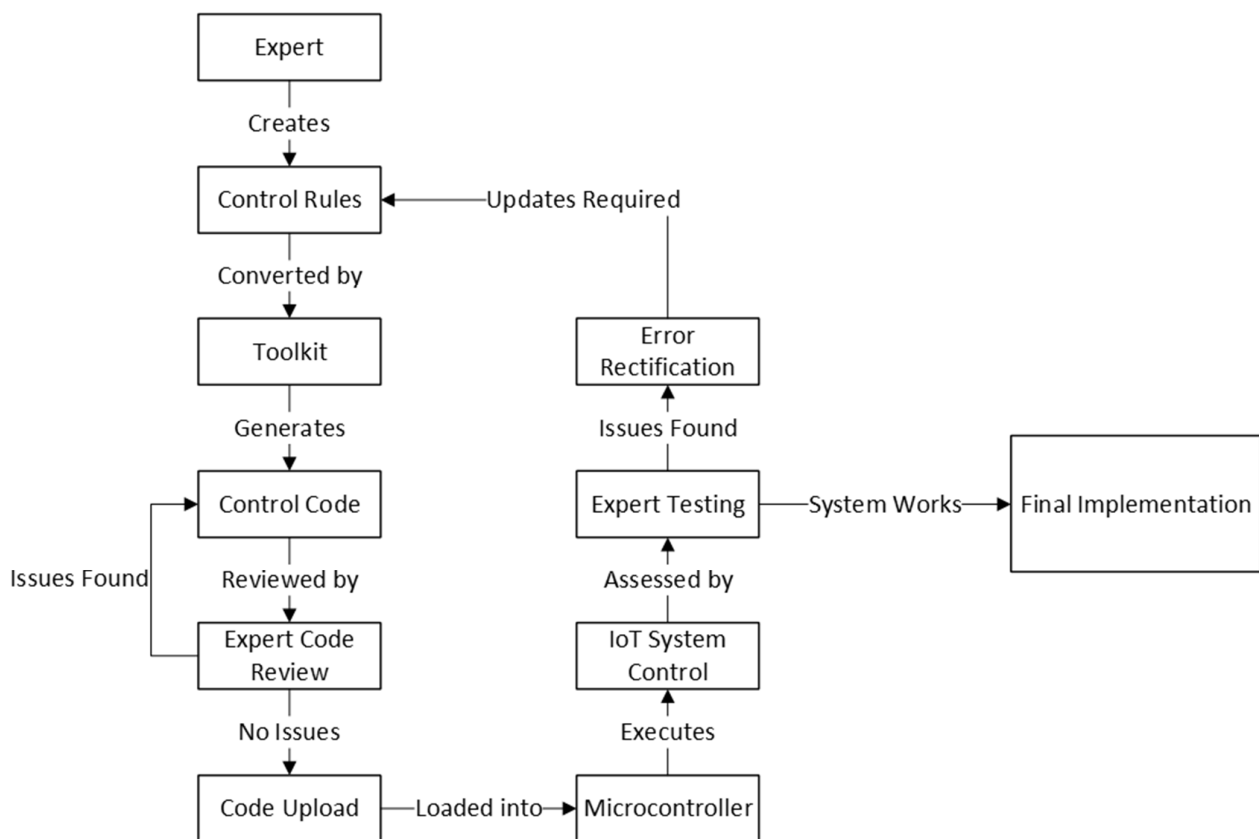 Expert
Creates
Control Rules
Updates Required
Converted by
Toolkit
Error
Rectification
Generates
Issues Found
Control Code
Expert Testing
System Works
Final Implementation
Issues Found
Reviewed by
Assessed by
Expert Code
Review
IoT System
Control
No Issues
Executes
Code Upload
Loaded into
Microcontroller